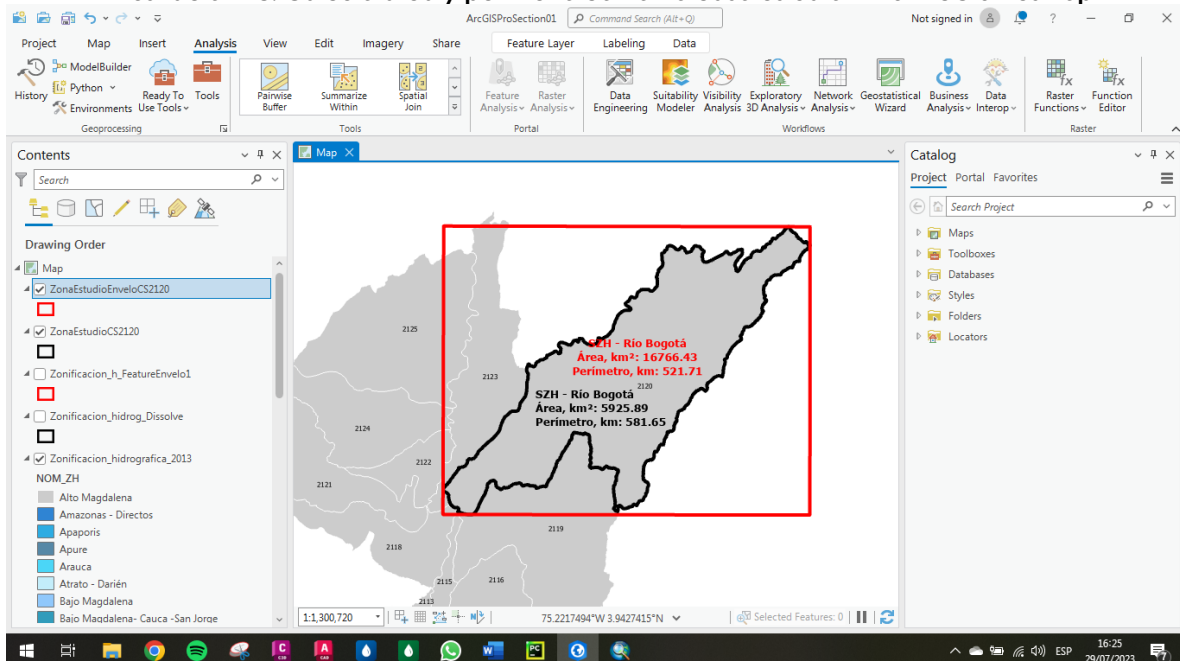 ArcGISProSection01
Command Search (Alt+Q)
Not signed in
?
Project Map Insert Analysis View Edit Imagery Share Feature Layer Labeling Data
History
ModelBuilder
Python
Environments
Ready To Use Tools
Tools
Geoprocessing
Pairwise Buffer
Summarize Within
Spatial Join
Tools
Feature Analysis
Raster Analysis
Portal
Data Engineering
Suitability Modeler
Visibility Analysis
Exploratory 3D Analysis
Network Analysis
Geostatistical Wizard
Business Analysis
Data Interop
Workflows
Raster Functions
Function Editor
Raster
Contents
Search
Drawing Order
Map
ZonaEstudioEnveloCS2120
ZonaEstudioCS2120
Zonificacion_h_FeatureEnvelo1
Zonificacion_hidrog_Dissolve
Zonificacion_hidrografica_2013
NOM_ZH
Alto Magdalena
Amazonas - Directos
Apaporis
Apure
Arauca
Atrato - Darién
Bajo Magdalena
Bajo Magdalena- Cauca -San Jorge
Map
2125
2123
2124
2122
2121
2118
2115
2113
2116
2119
2120
SZH - Río Bogotá
Área, km²: 16766.43
Perímetro, km: 521.71
SZH - Río Bogotá
Área, km²: 5925.89
Perímetro, km: 581.65
1:1,300,720
75.2217494°W 3.9427415°N
Selected Features: 0
Catalog
Project Portal Favorites
Search Project
Maps
Toolboxes
Databases
Styles
Folders
Locators
ESP
16:25
29/07/2023